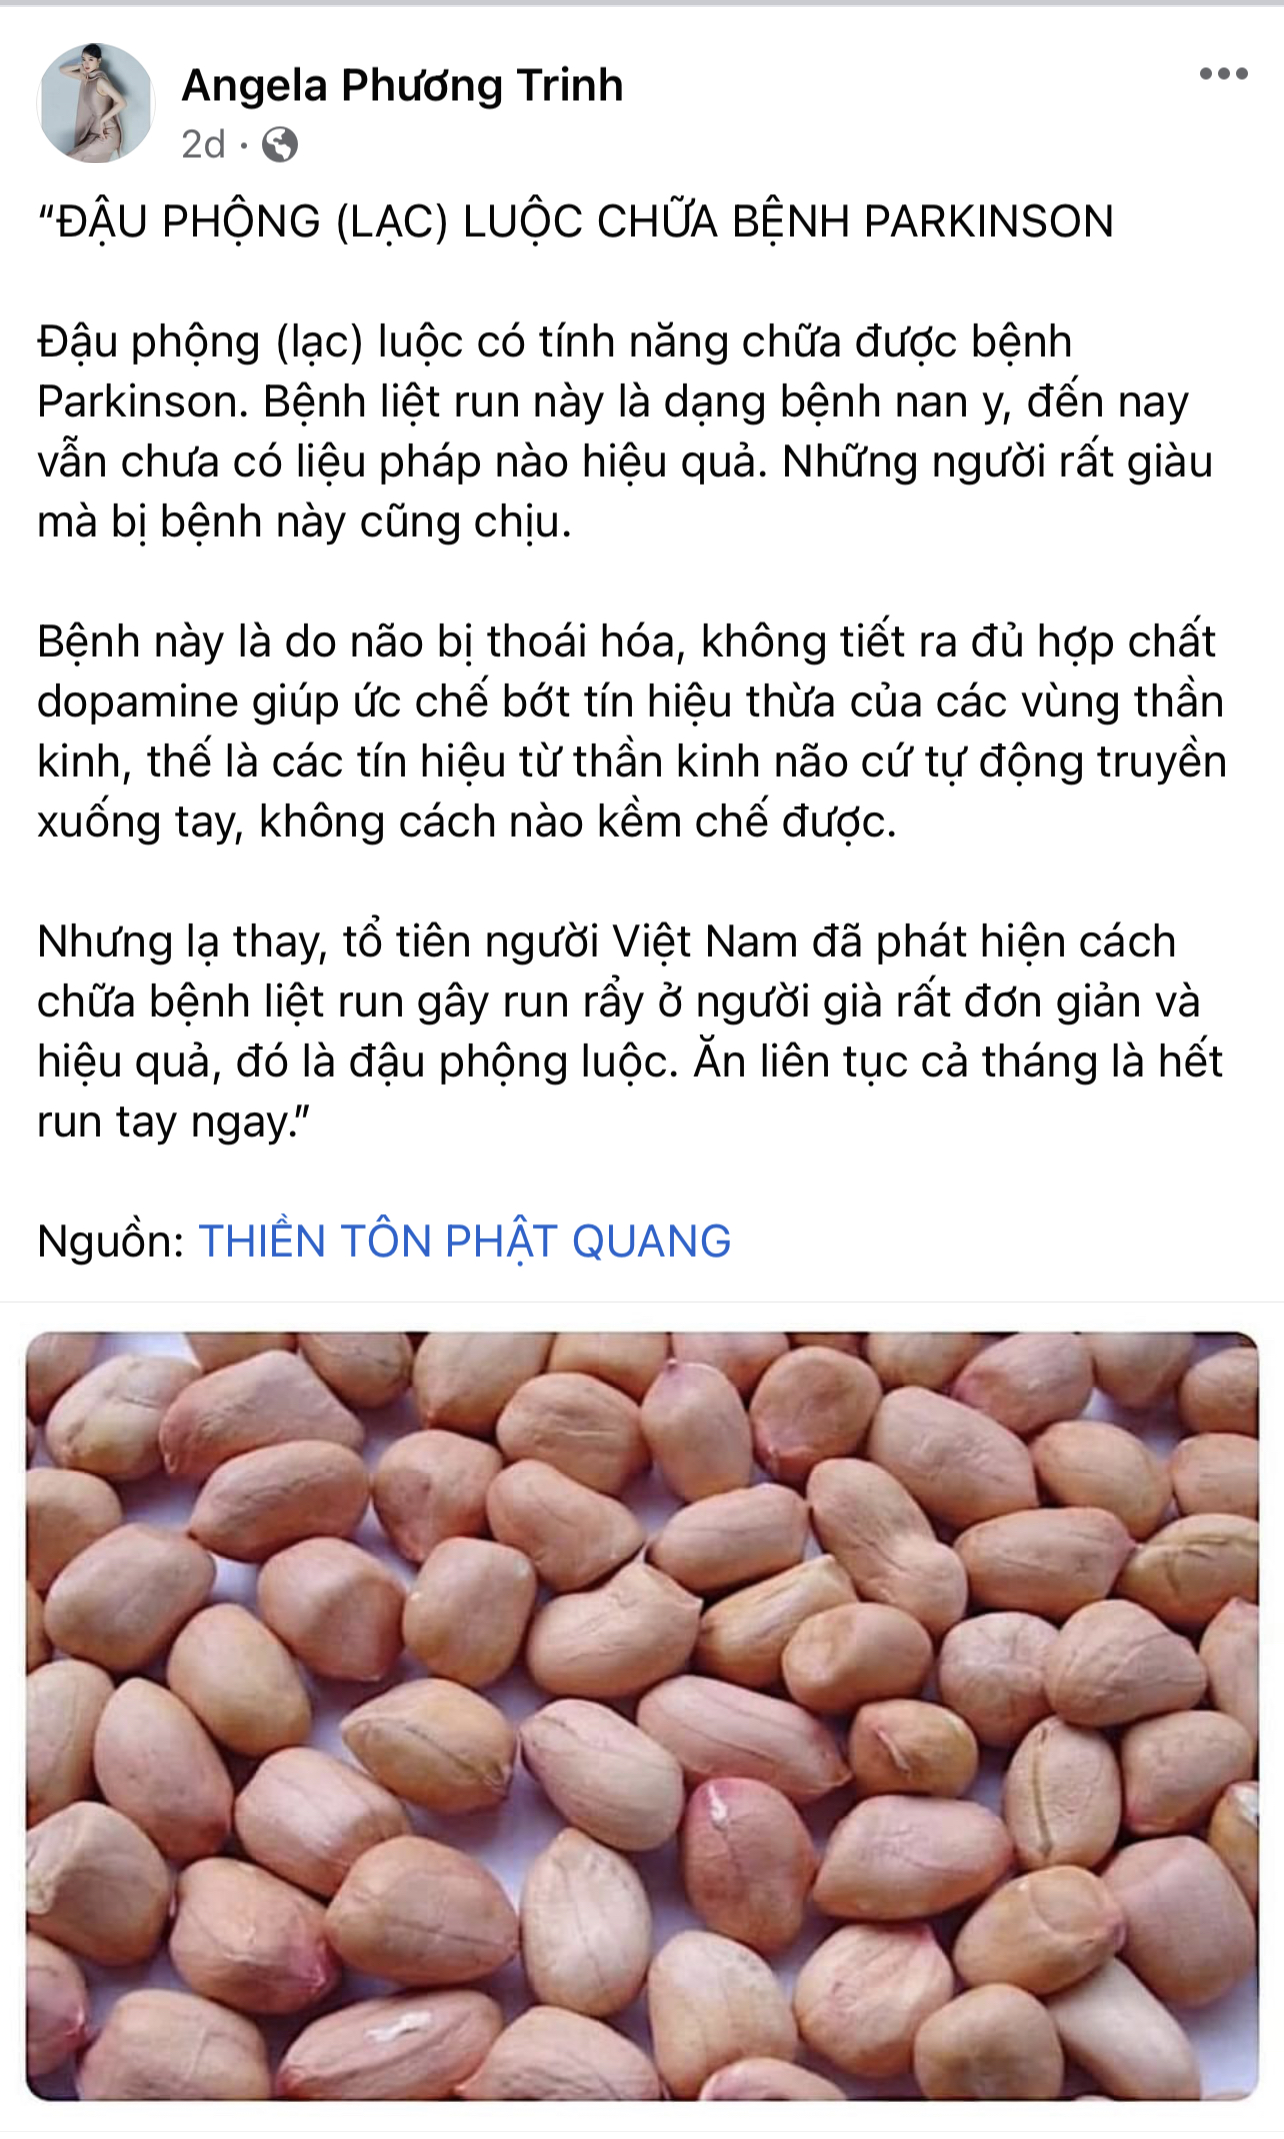 Angela Phương Trinh
2d ·
“ĐẬU PHỘNG (LẠC) LUỘC CHỮA BỆNH PARKINSON
Đậu phộng (lạc) luộc có tính năng chữa được bệnh
Parkinson. Bệnh liệt run này là dạng bệnh nan y, đến nay
vẫn chưa có liệu pháp nào hiệu quả. Những người rất giàu
mà bị bệnh này cũng chịu.
Bệnh này là do não bị thoái hóa, không tiết ra đủ hợp chất
dopamine giúp ức chế bớt tín hiệu thừa của các vùng thần
kinh, thế là các tín hiệu từ thần kinh não cứ tự động truyền
xuống tay, không cách nào kềm chế được.
Nhưng lạ thay, tổ tiên người Việt Nam đã phát hiện cách
chữa bệnh liệt run gây run rẩy ở người già rất đơn giản và
hiệu quả, đó là đậu phộng luộc. Ăn liên tục cả tháng là hết
run tay ngay.”
Nguồn: THIỀN TÔN PHẬT QUANG